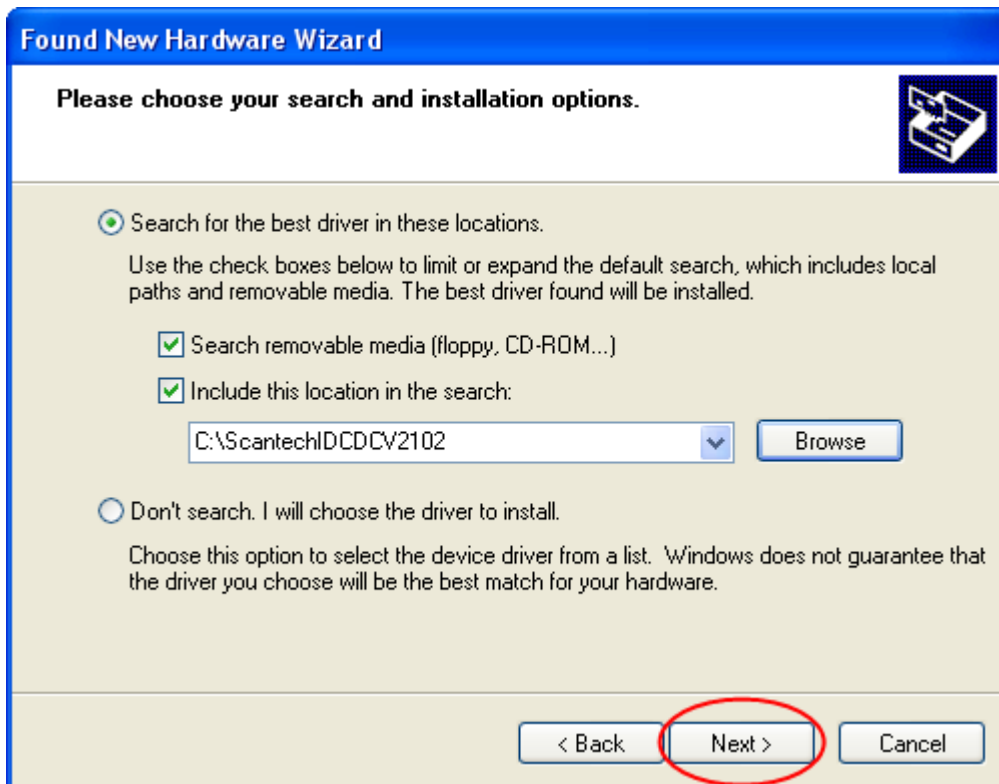 Found New Hardware Wizard
Please choose your search and installation options.
Search for the best driver in these locations.
Use the check boxes below to limit or expand the default search, which includes local
paths and removable media. The best driver found will be installed.
Search removable media (floppy, CD-ROM...)
Include this location in the search:
C:\ScantechIDCDCV2102
Browse
Don't search. I will choose the driver to install.
Choose this option to select the device driver from a list. Windows does not guarantee that
the driver you choose will be the best match for your hardware.
< Back
Next >
Cancel